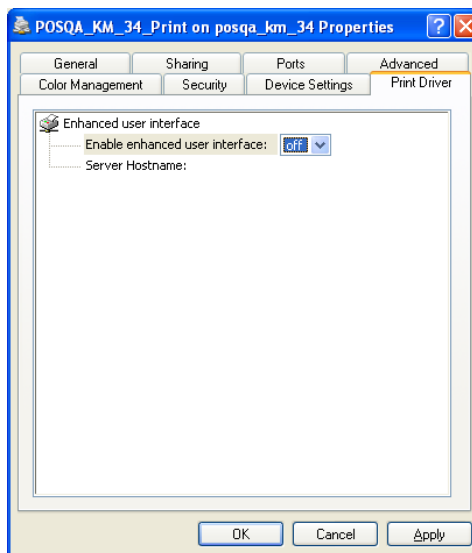 POSQA_KM_34_Print on posqa_km_34 Properties
General Sharing Ports Advanced
Color Management Security Device Settings Print Driver
Enhanced user interface
Enable enhanced user interface: off
Server Hostname:
OK Cancel Apply